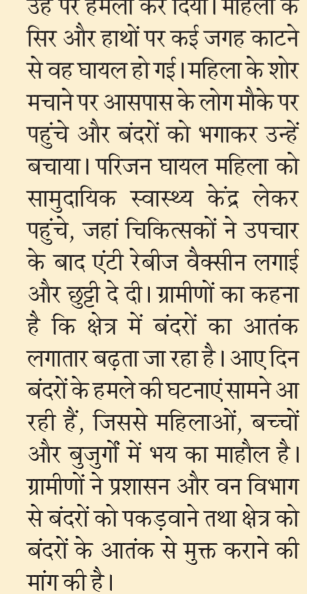 उन्ह पर हमला कर दिया। महिला के
सिर और हाथों पर कई जगह काटने
से वह घायल हो गई।महिला के शोर
मचाने पर आसपास के लोग मौके पर
पहुंचे और बंदरों को भगाकर उन्हें
बचाया। परिजन घायल महिला को
सामुदायिक स्वास्थ्य केंद्र लेकर
पहुंचे, जहां चिकित्सकों ने उपचार
के बाद एंटी रेबीज वैक्सीन लगाई
और छुट्टी दे दी। ग्रामीणों का कहना
है कि क्षेत्र में बंदरों का आतंक
लगातार बढ़ता जा रहा है। आए दिन
बंदरों के हमले की घटनाएं सामने आ
रही हैं, जिससे महिलाओं, बच्चों
और बुजुर्गों में भय का माहौल है।
ग्रामीणों ने प्रशासन और वन विभाग
से बंदरों को पकड़वाने तथा क्षेत्र को
बंदरों के आतंक से मुक्त कराने की
मांग की है।